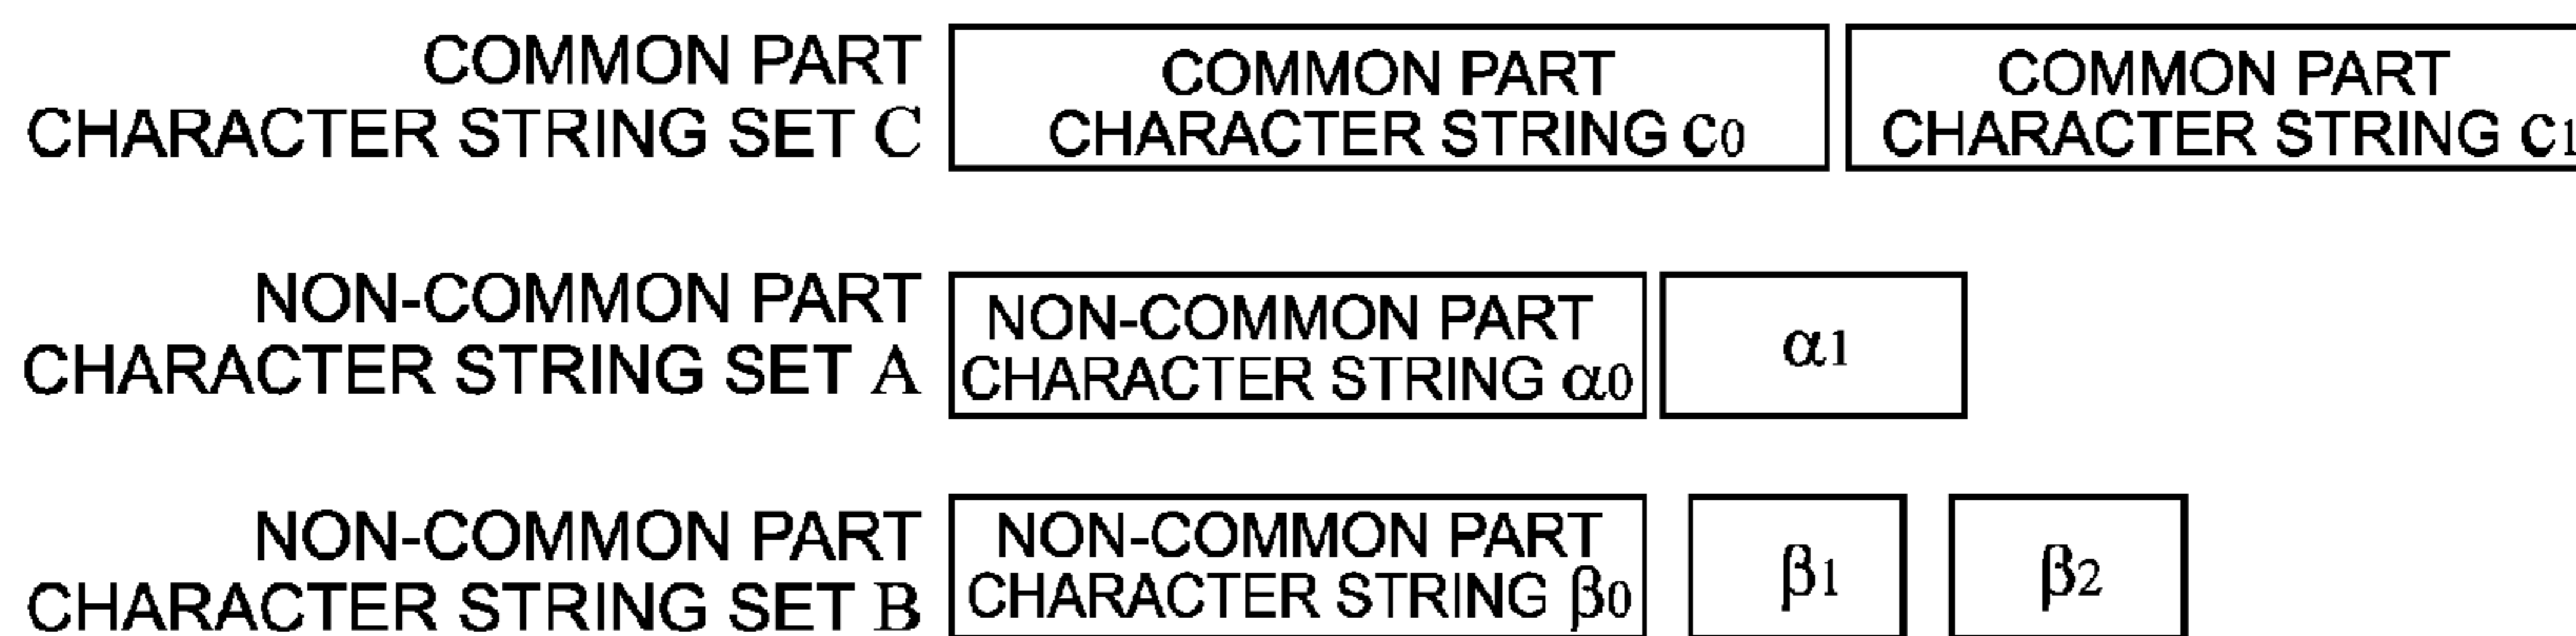 COMMON PART
CHARACTER STRING SET C
COMMON PART
CHARACTER STRING C0
COMMON PART
CHARACTER STRING C1
NON-COMMON PART
CHARACTER STRING SET A
NON-COMMON PART
CHARACTER STRING α0
α1
NON-COMMON PART
CHARACTER STRING SET B
NON-COMMON PART
CHARACTER STRING β0
β1
β2